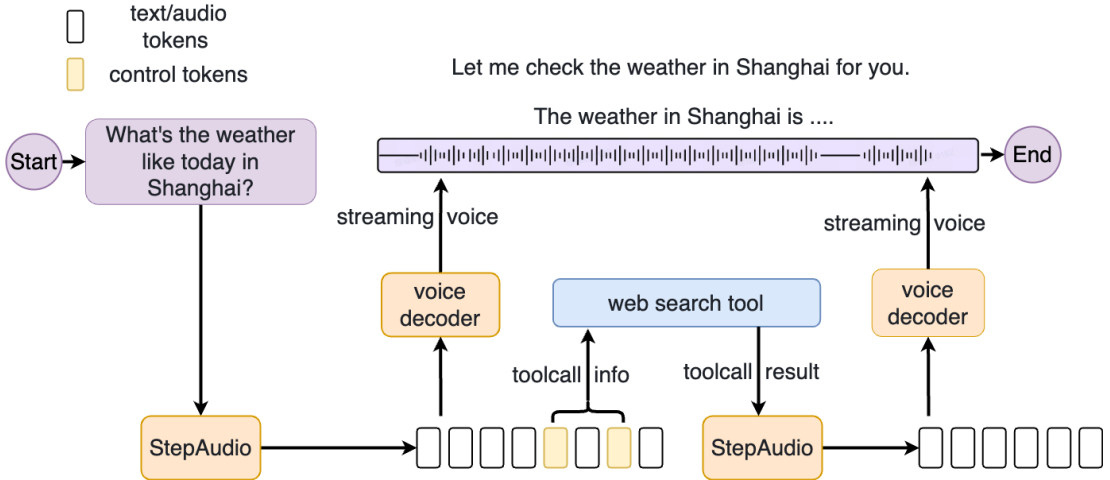 text/audio
tokens
control tokens
Let me check the weather in Shanghai for you.
The weather in Shanghai is ....
Start
What's the weather
like today in
Shanghai?
End
streaming voice
streaming voice
voice
decoder
web search tool
voice
decoder
toolcall info
toolcall result
StepAudio
StepAudio